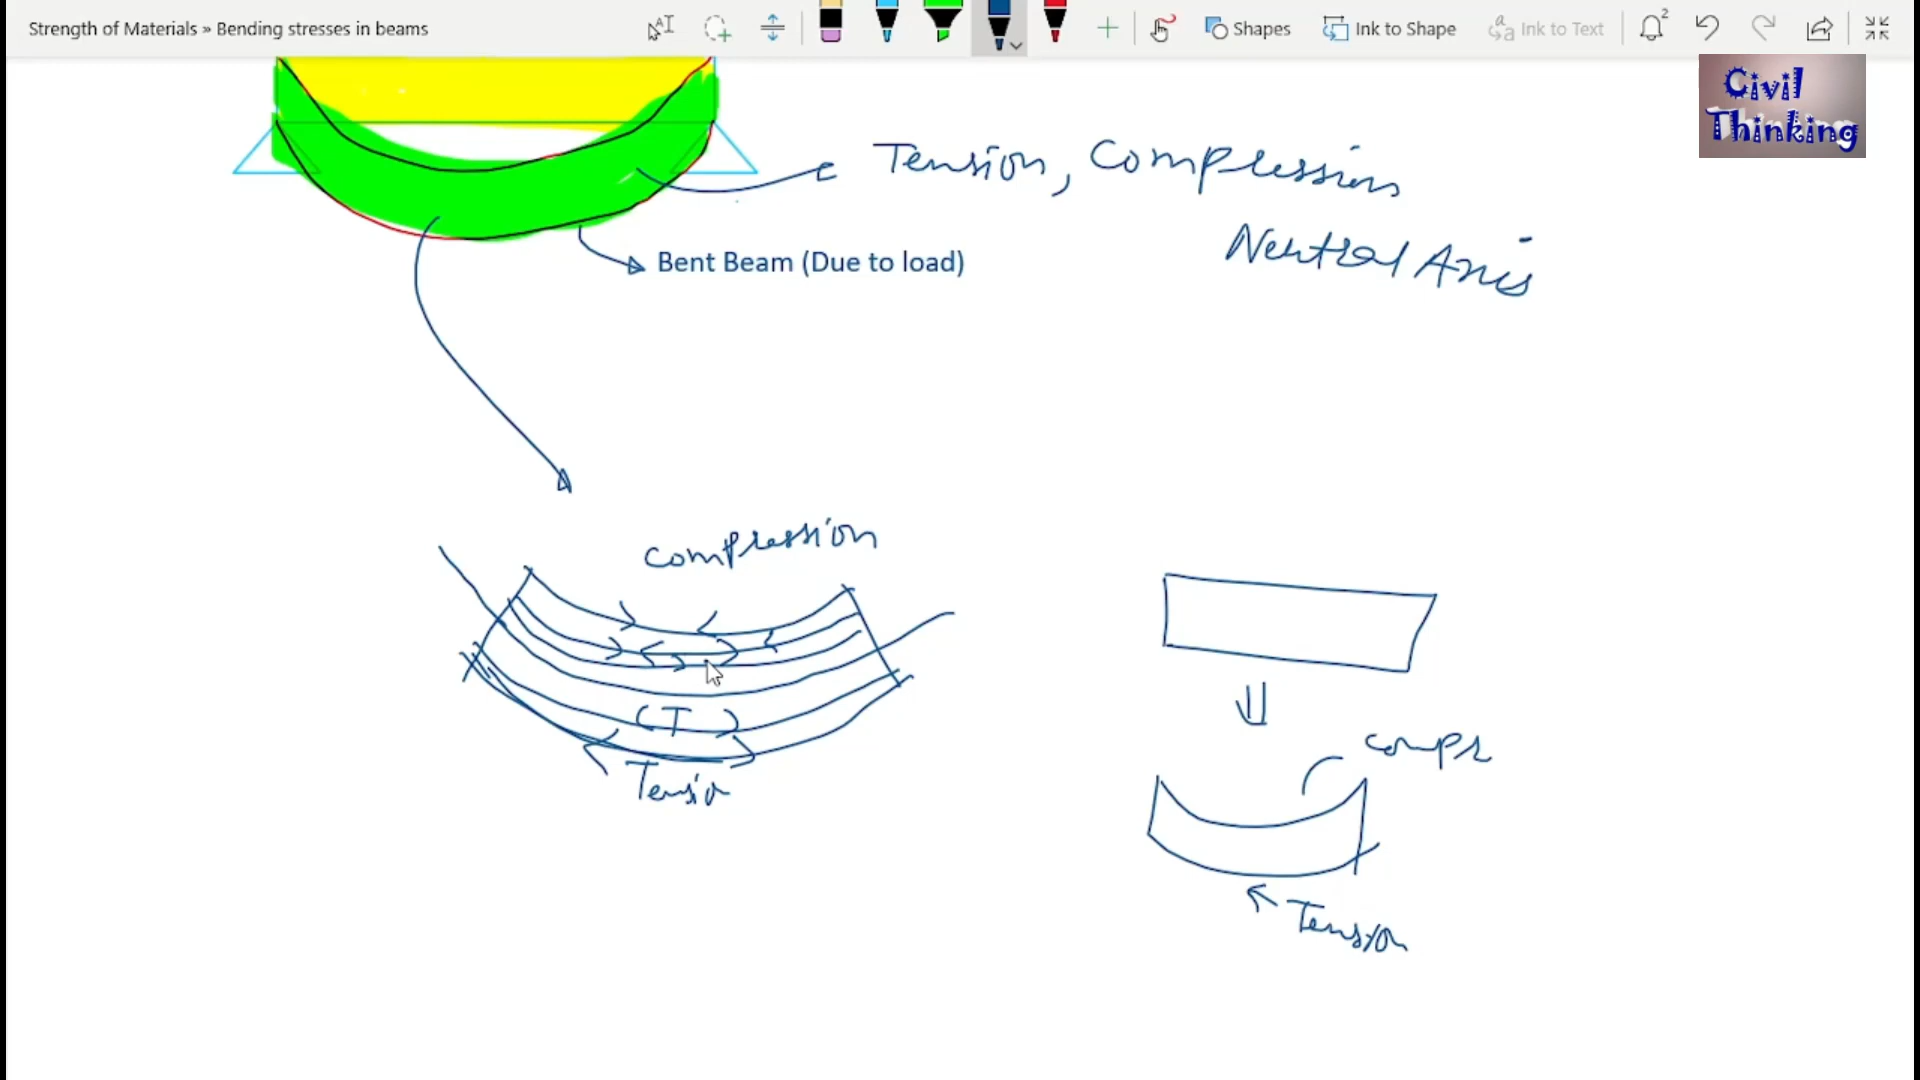 Strength of Materials » Bending stresses in beams
Shapes
Ink to Shape
Ink to Text
2
Civil
Thinking
Tension, Compression
Neutral Axis
Bent Beam (Due to load)
Compression
T
Tension
Compr
Tension